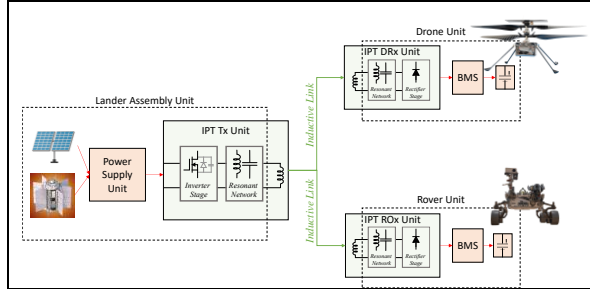 Drone Unit
IPT DRx Unit
Resonant
Network
Rectifier
Stage
BMS
Inductive Link
Lander Assembly Unit
IPT Tx Unit
Power
Supply
Unit
Inverter
Stage
Resonant
Network
Inductive Link
Rover Unit
IPT ROx Unit
Resonant
Network
Rectifier
Stage
BMS